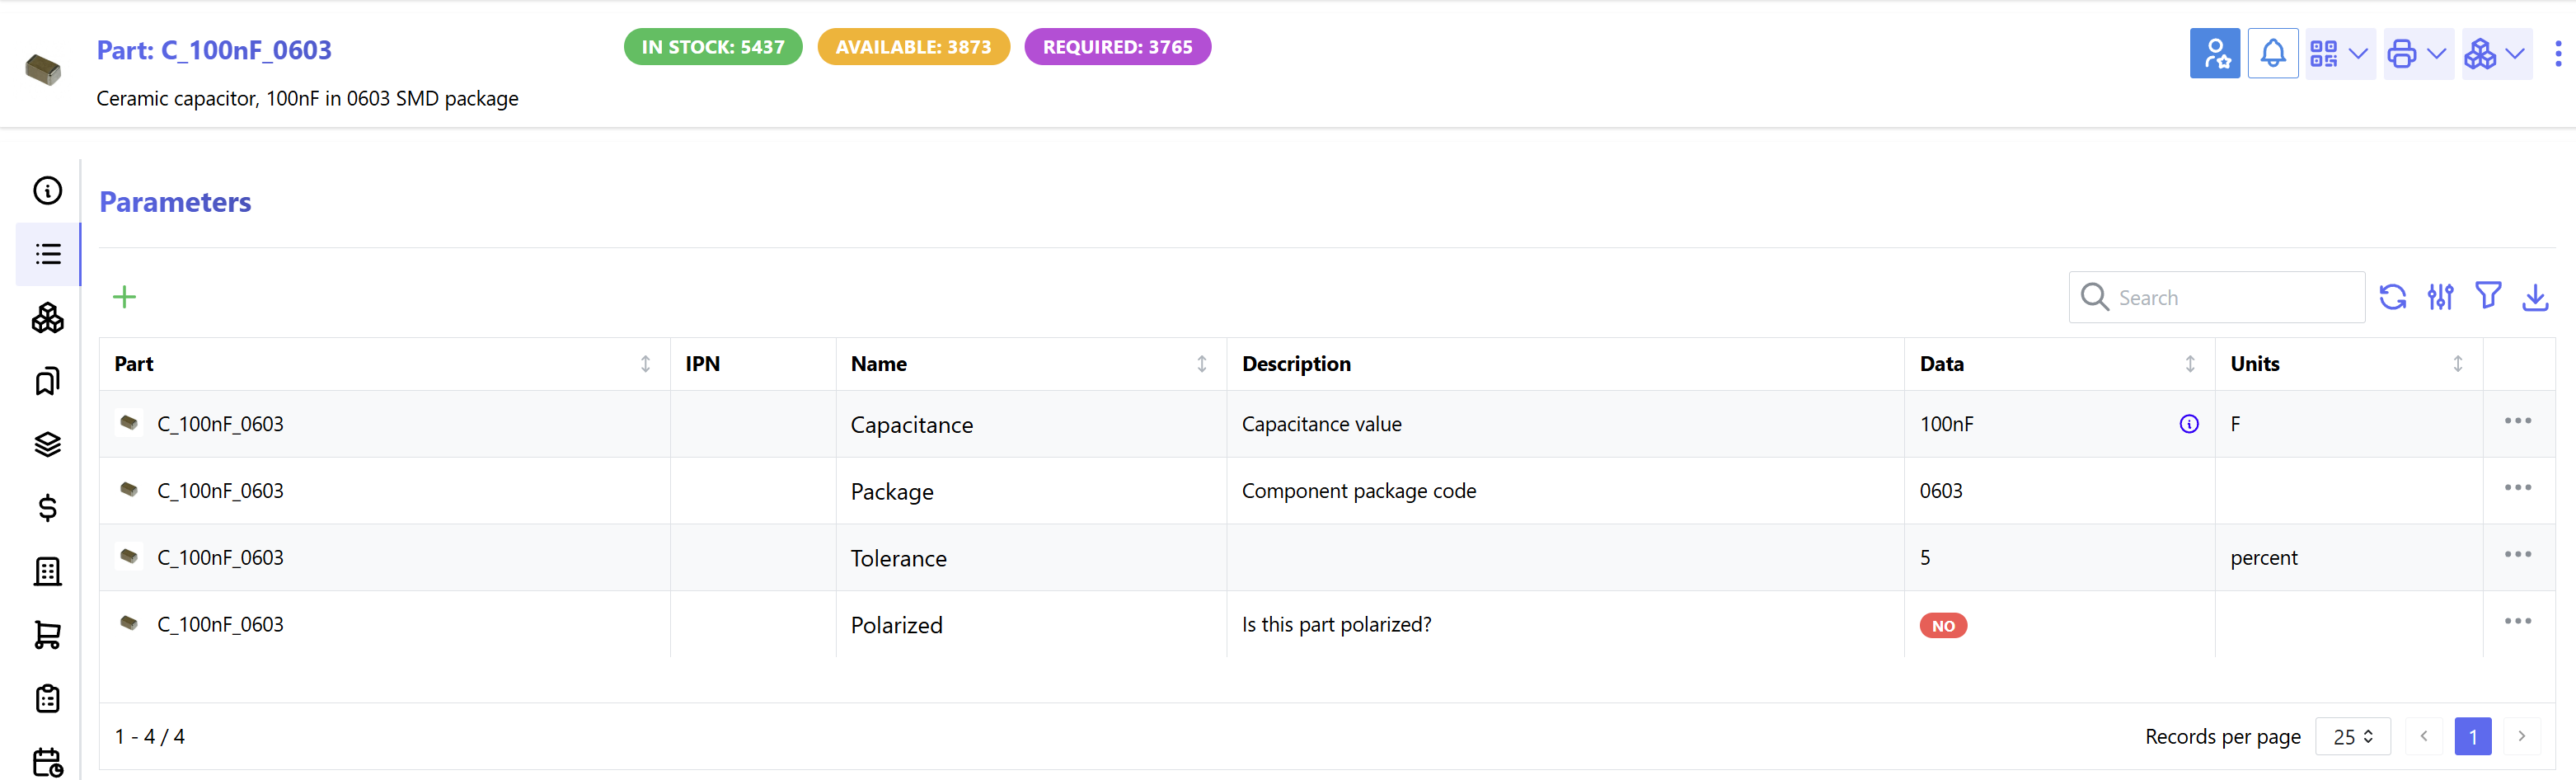 Part: C_100nF_0603
IN STOCK: 5437
AVAILABLE: 3873
REQUIRED: 3765
Ceramic capacitor, 100nF in 0603 SMD package
Parameters
Search
Part IPN Name Description Data Units
C_100nF_0603 Capacitance Capacitance value 100nF F
C_100nF_0603 Package Component package code 0603
C_100nF_0603 Tolerance 5 percent
C_100nF_0603 Polarized Is this part polarized? NO
1 - 4 / 4 Records per page 25 1